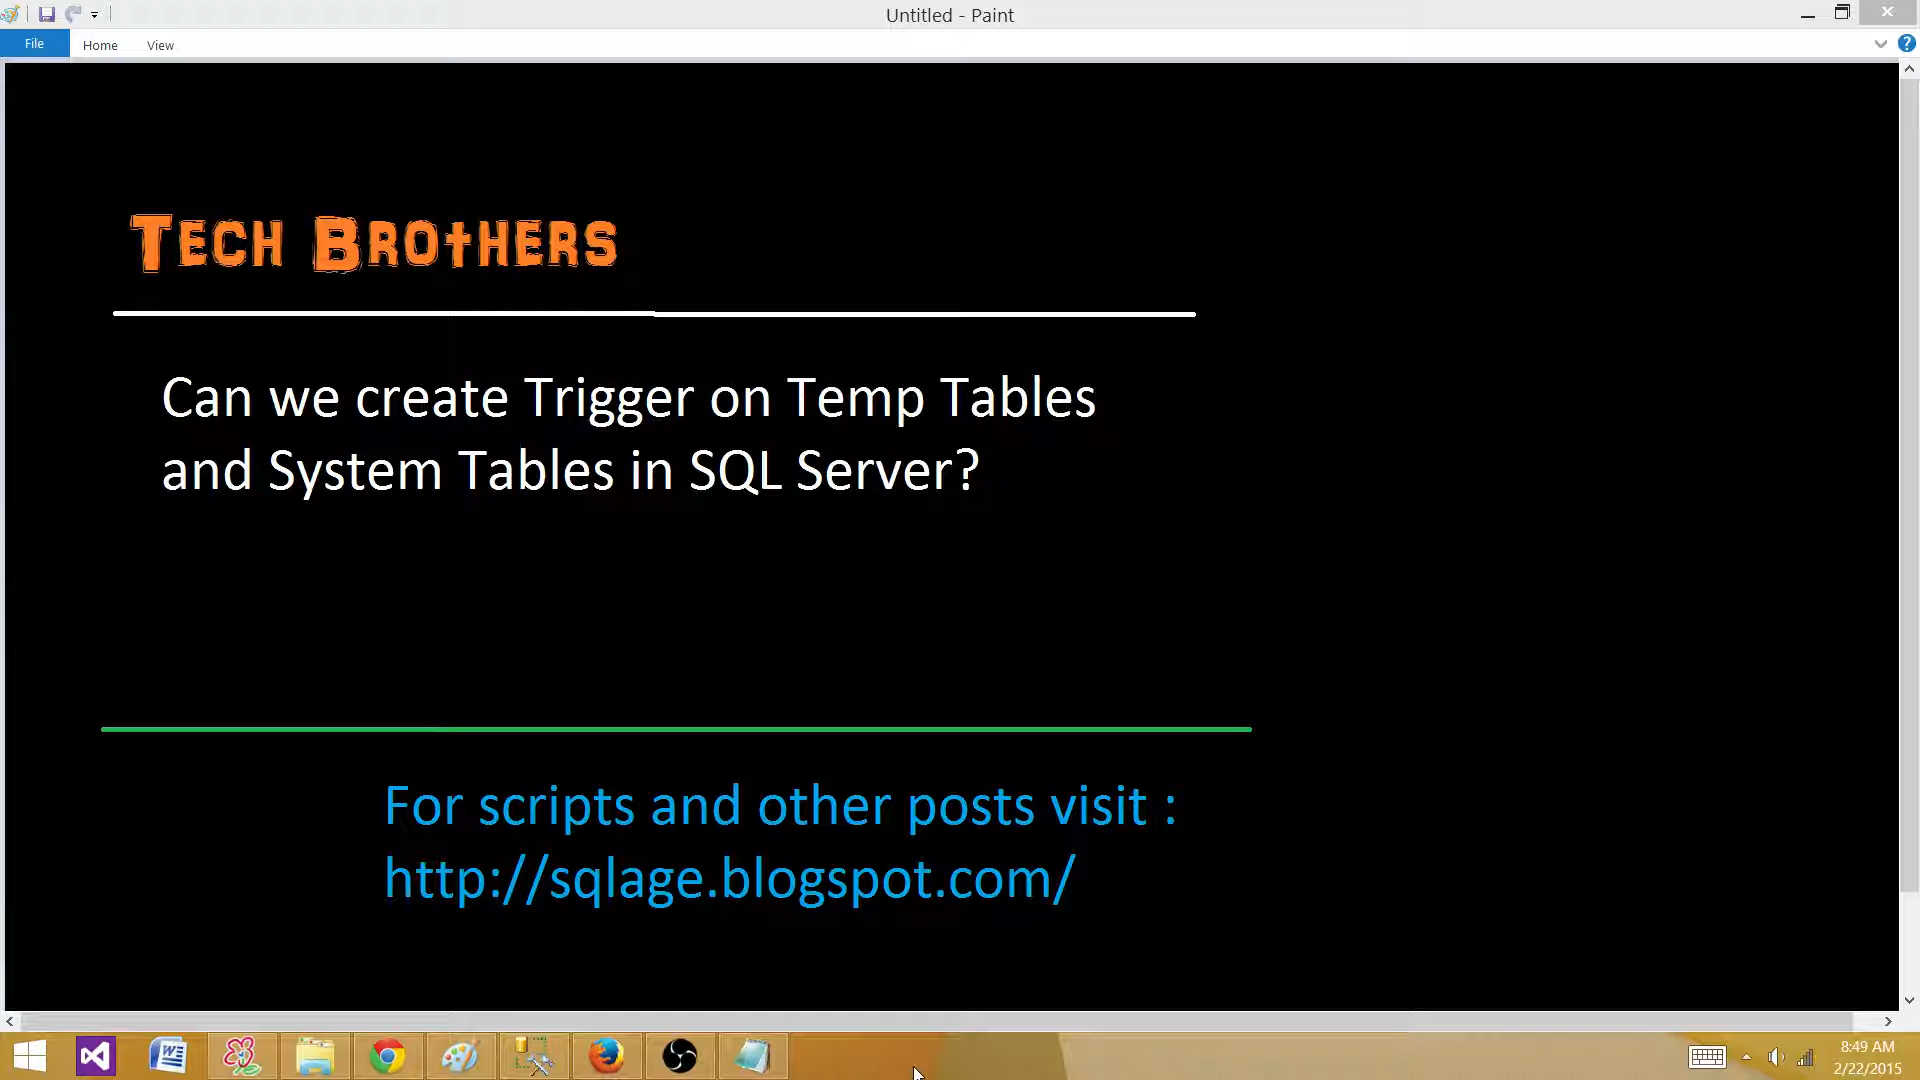 Untitled - Paint
File Home View
Tech Brothers
Can we create Trigger on Temp Tables
and System Tables in SQL Server?
For scripts and other posts visit :
http://sqlage.blogspot.com/
8:49 AM
2/22/2015